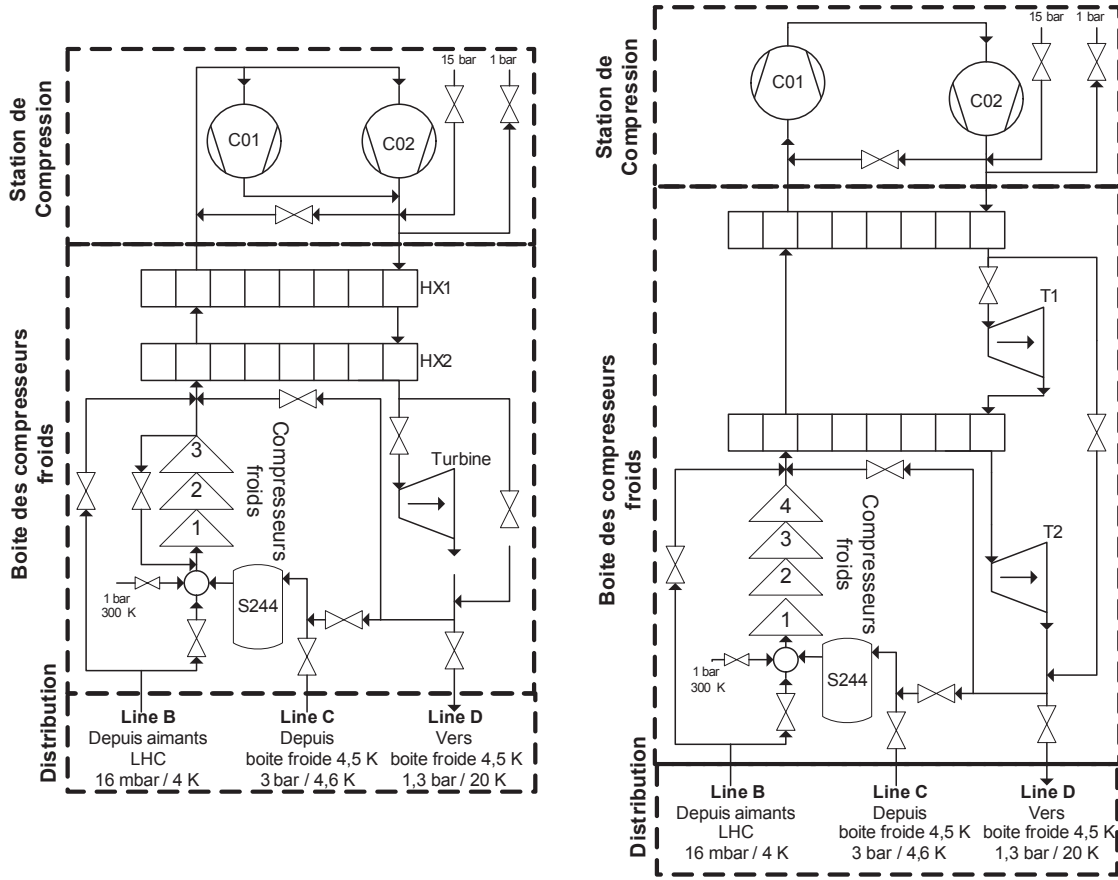 Station de
Compression
15 bar
1 bar
C01
C02
Boite des compresseurs
froids
HX1
HX2
3
2
1
Compresseurs
froids
Turbine
1 bar
300 K
S244
Distribution
Line B
Depuis aimants
LHC
16 mbar / 4 K
Line C
Depuis
boite froide 4,5 K
3 bar / 4,6 K
Line D
Vers
boite froide 4,5 K
1,3 bar / 20 K
Station de
Compression
15 bar
1 bar
C01
C02
Boite des compresseurs
froids
T1
4
3
2
1
Compresseurs
froids
T2
1 bar
300 K
S244
Distribution
Line B
Depuis aimants
LHC
16 mbar / 4 K
Line C
Depuis
boite froide 4,5 K
3 bar / 4,6 K
Line D
Vers
boite froide 4,5 K
1,3 bar / 20 K